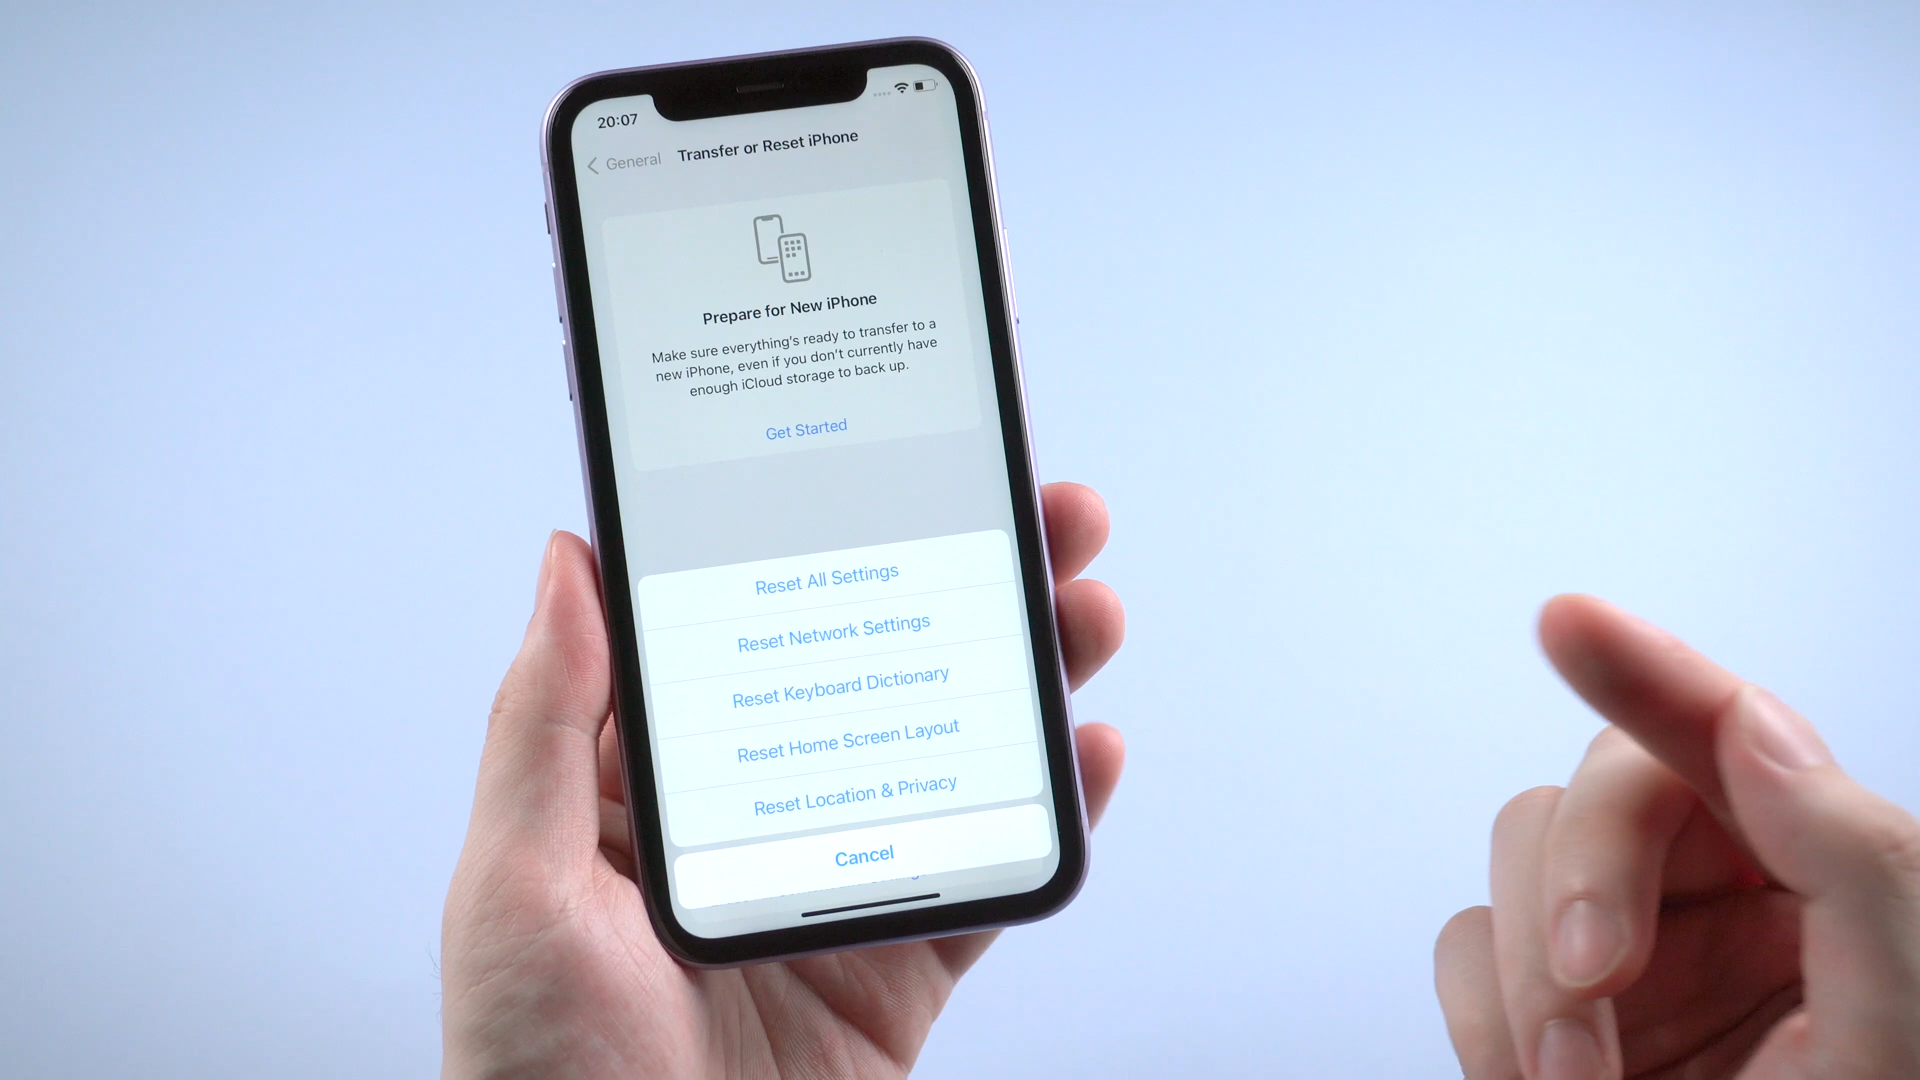 20:07
General
Transfer or Reset iPhone
Prepare for New iPhone
Make sure everything's ready to transfer to a
new iPhone, even if you don't currently have
enough iCloud storage to back up.
Get Started
Reset All Settings
Reset Network Settings
Reset Keyboard Dictionary
Reset Home Screen Layout
Reset Location & Privacy
Cancel